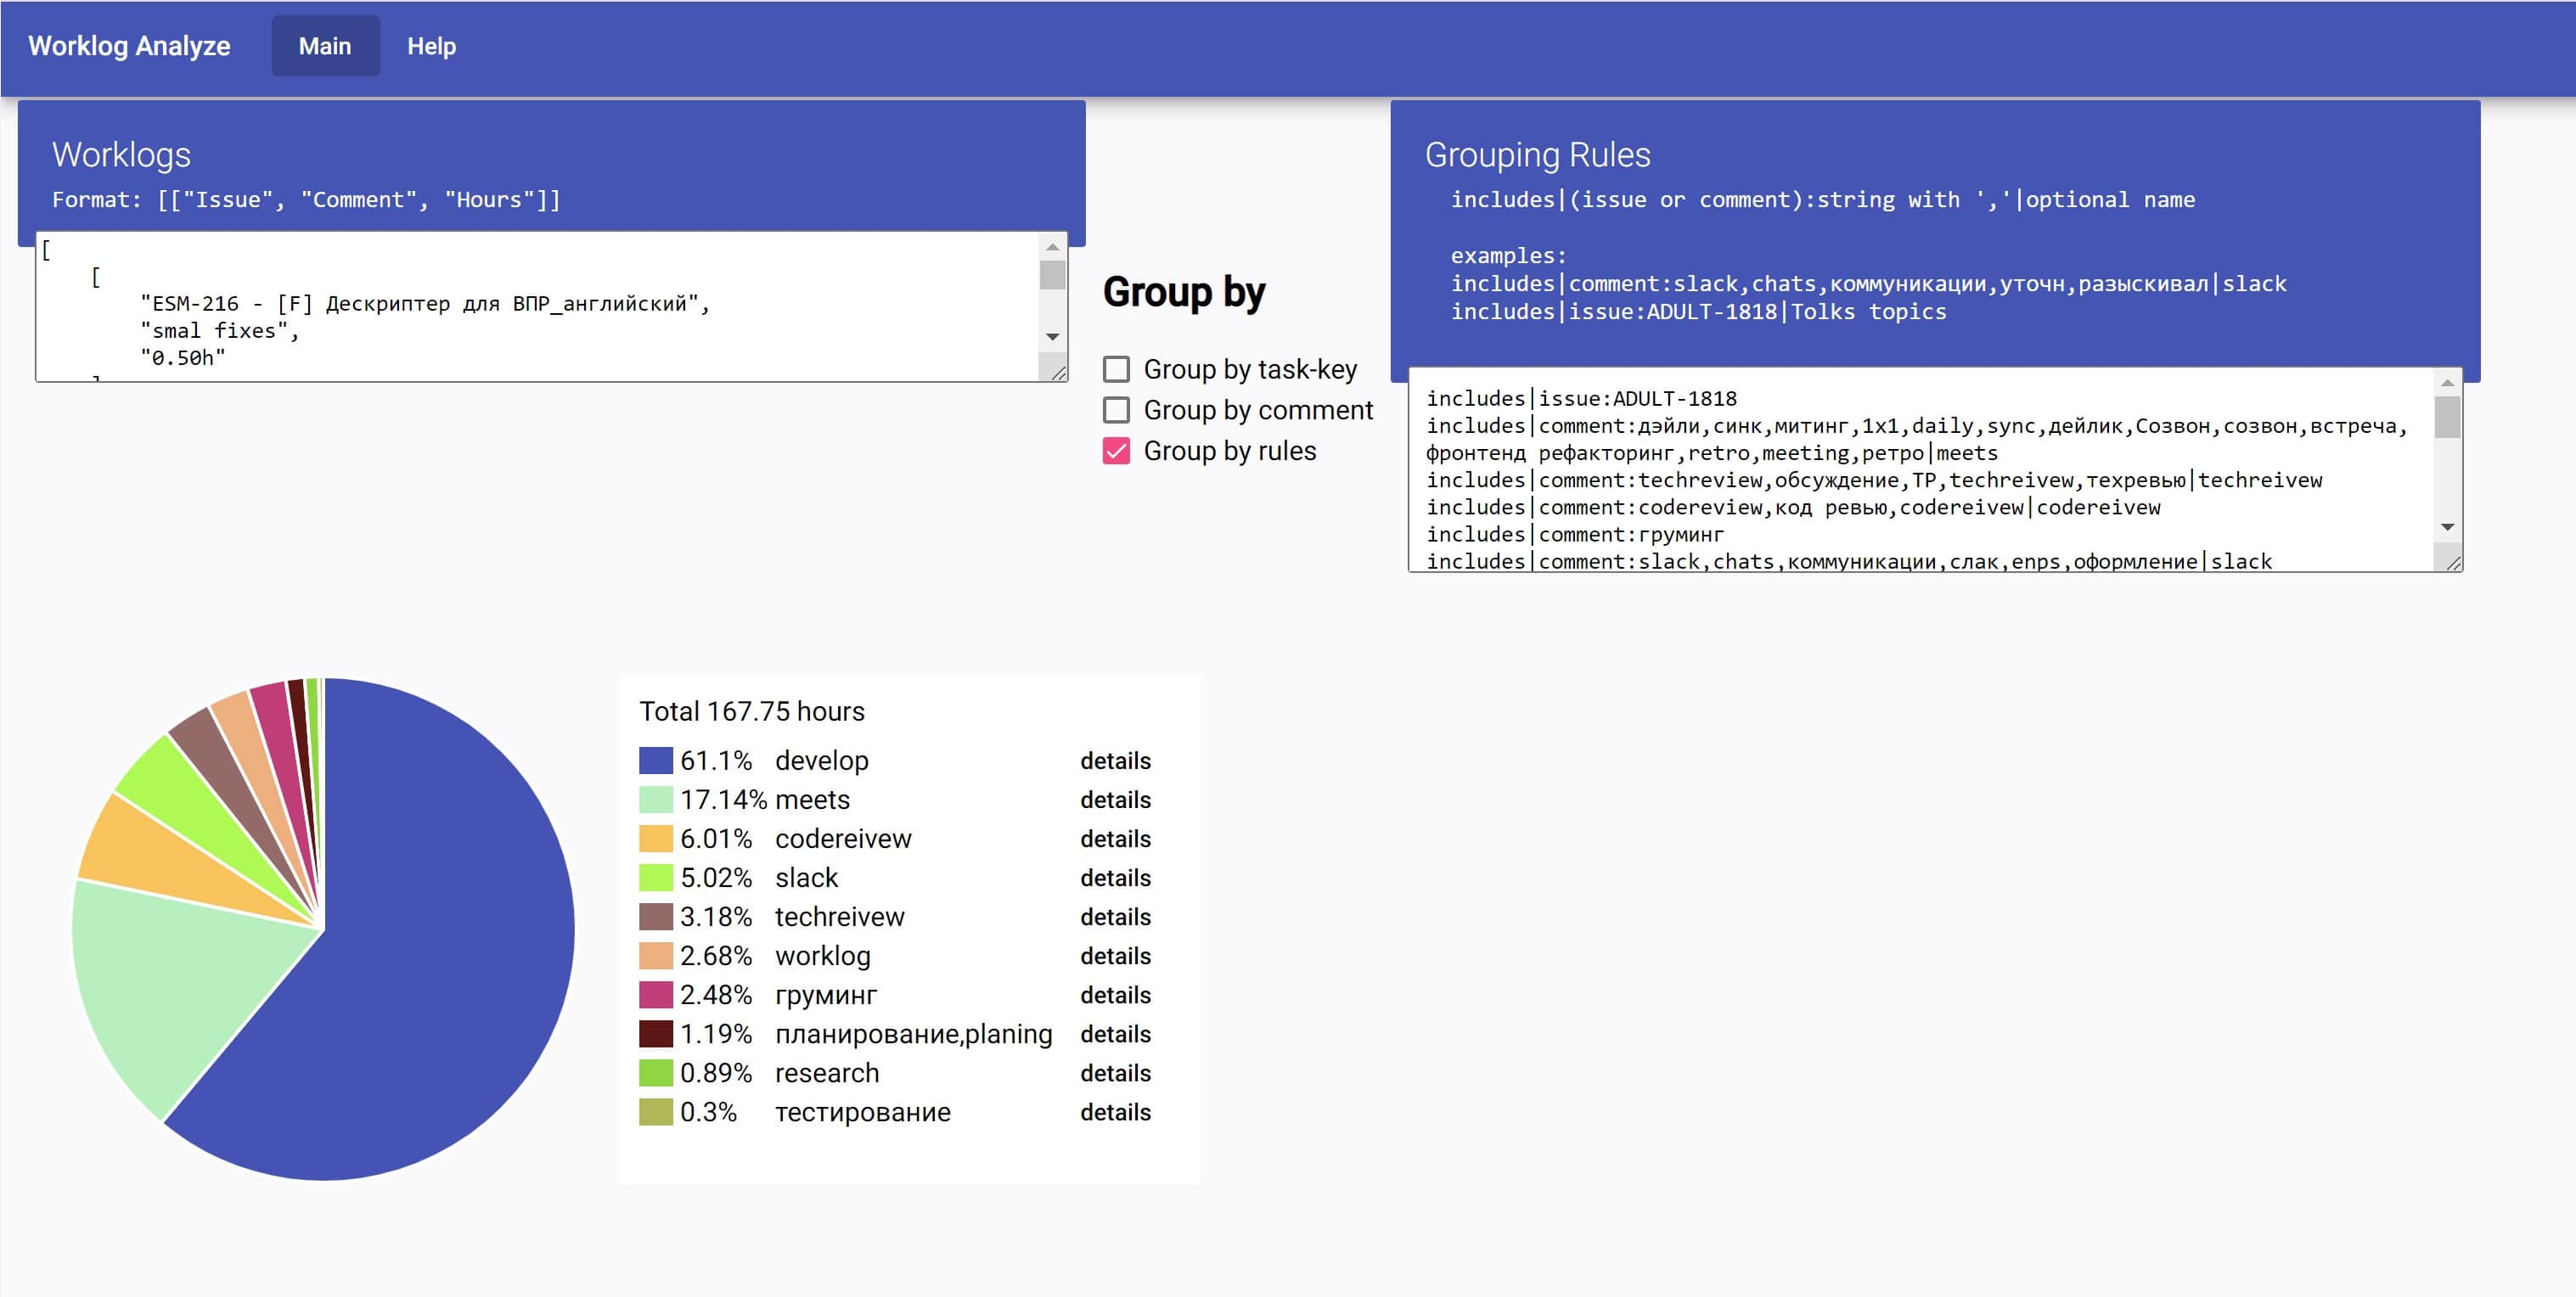 Worklog Analyze Main Help
Worklogs
Format: [["Issue", "Comment", "Hours"]]
[
[
"ESM-216 - [F] Дескриптер для ВПР_английский",
"smal fixes",
"0.50h"
]
Group by
Group by task-key
Group by comment
Group by rules
Grouping Rules
includes|(issue or comment):string with ','|optional name
examples:
includes|comment:slack,chats,коммуникации,уточн,разыскивал|slack
includes|issue:ADULT-1818|Tolks topics
includes|issue:ADULT-1818
includes|comment:дэйли,синк,митинг,1x1,daily,sync,дейлик,Созвон,созвон,встреча,
фронтенд рефакторинг,retro,meeting,ретро|meets
includes|comment:techreview,обсуждение,ТР,techreivew,техревью|techreivew
includes|comment:codereview,код ревью,codereivew|codereivew
includes|comment:груминг
includes|comment:slack,chats,коммуникации,слак,enps,оформление|slack
Total 167.75 hours
61.1% develop details
17.14% meets details
6.01% codereivew details
5.02% slack details
3.18% techreivew details
2.68% worklog details
2.48% груминг details
1.19% планирование,planing details
0.89% research details
0.3% тестирование details